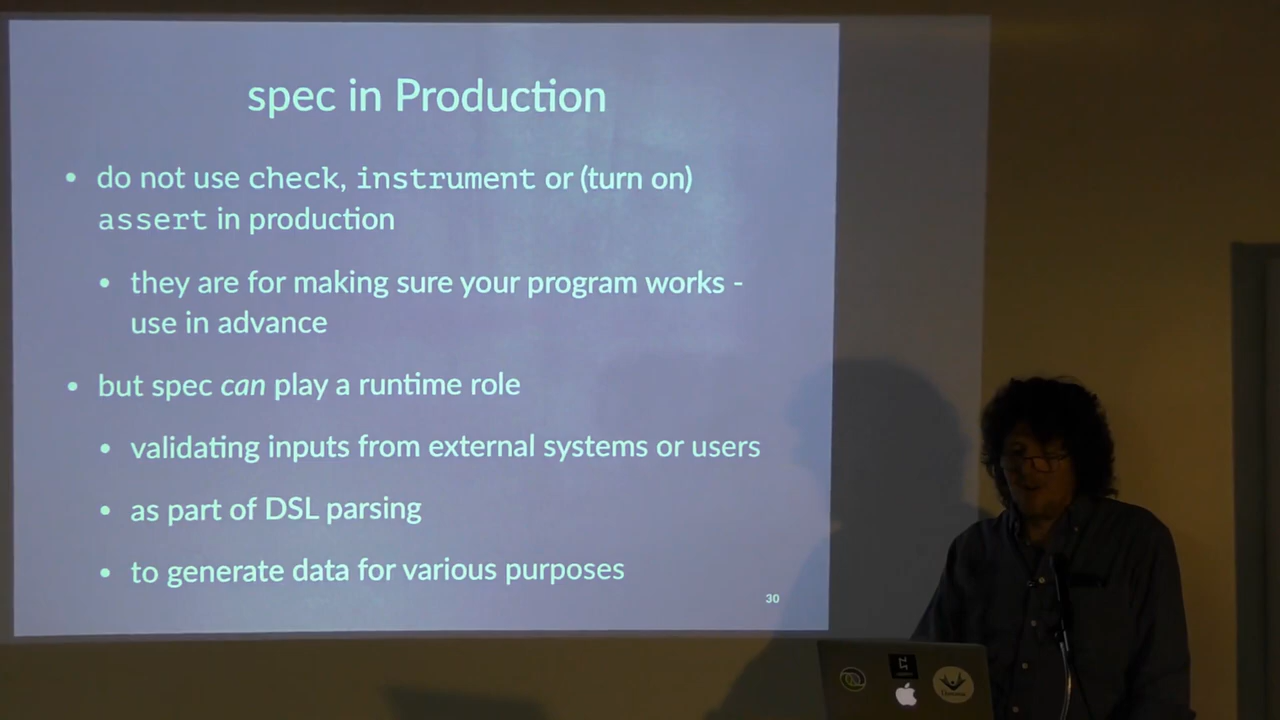 spec in Production
• do not use check, instrument or (turn on)
assert in production
• they are for making sure your program works -
use in advance
• but spec can play a runtime role
• validating inputs from external systems or users
• as part of DSL parsing
• to generate data for various purposes
30